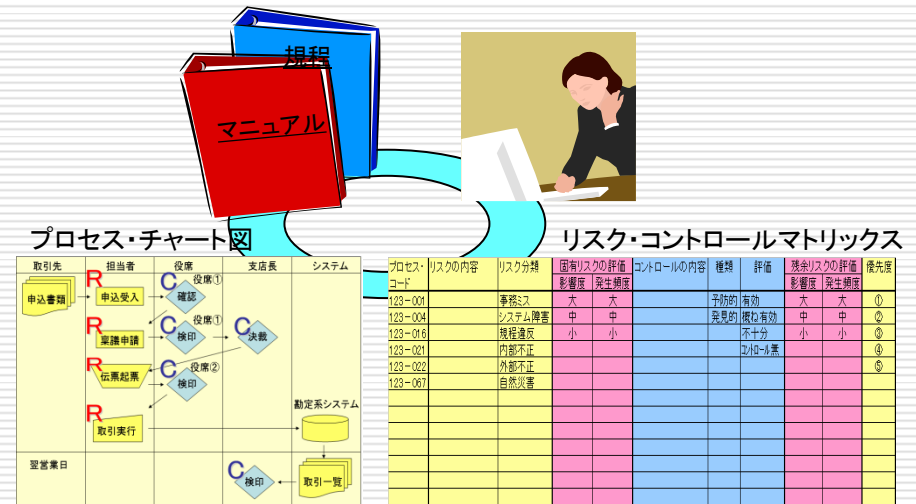 規程
マニュアル
プロセス・チャート図
リスク・コントロールマトリックス
取引先 担当者 役席 支店長 システム
申込書類
R 申込受入
C 役席① 確認
R 稟議申請
C 役席① 検印
C 決裁
R 伝票起票
C 役席② 検印
R 取引実行
勘定系システム
翌営業日
C 検印
取引一覧
プロセス・コード リスクの内容 リスク分類 固有リスクの評価 コントロールの内容 種類 評価 残余リスクの評価 優先度
影響度 発生頻度 影響度 発生頻度
123-001 事務ミス 大 大 予防的 有効 大 大 ①
123-004 システム障害 中 中 発見的 概ね有効 中 中 ②
123-016 規程違反 小 小 不十分 小 小 ③
123-021 内部不正 コントロール無 ④
123-022 外部不正 ⑤
123-067 自然災害